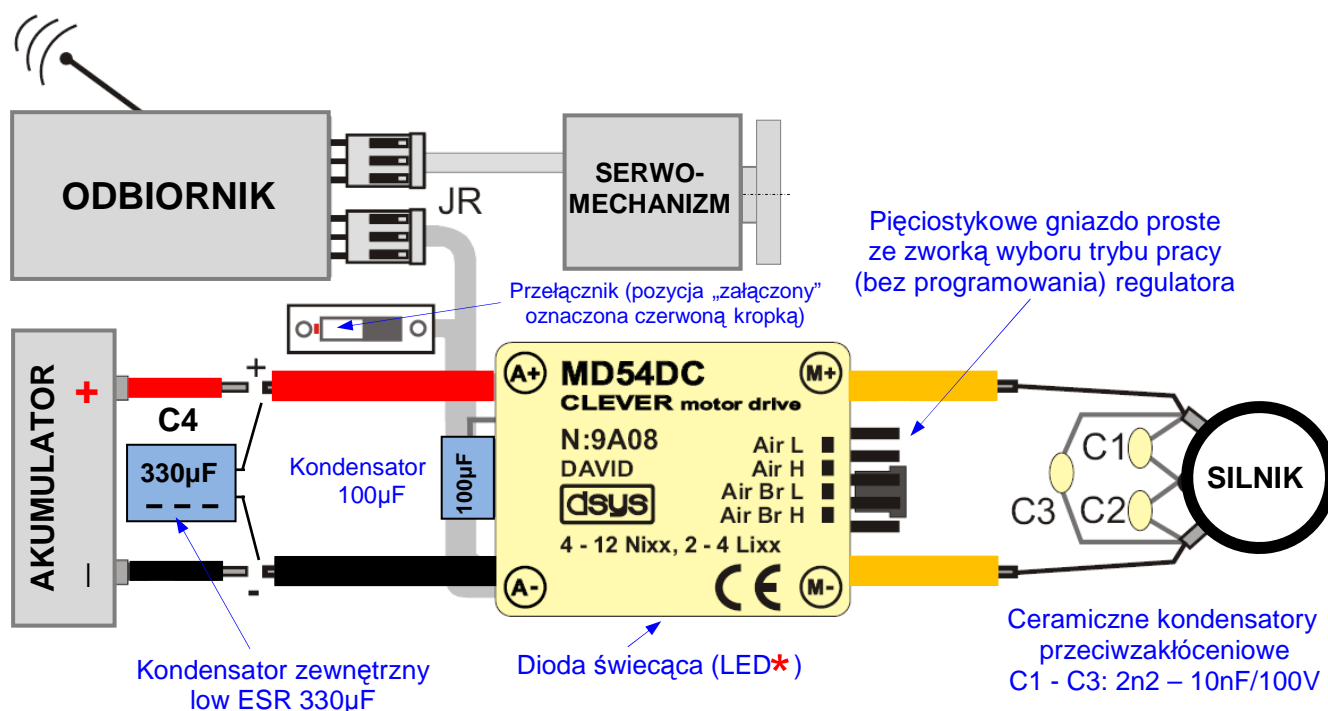 ODBIORNIK
JR
SERWO-
MECHANIZM
Pięciostykowe gniazdo proste
ze zworką wyboru trybu pracy
(bez programowania) regulatora
Przełącznik (pozycja „załączony”
oznaczona czerwoną kropką)
AKUMULATOR
+
–
+
-
C4
330µF
Kondensator
100µF
100µF
A+
MD54DC
M+
CLEVER motor drive
N:9A08
DAVID
dsys
Air L
Air H
Air Br L
Air Br H
4 - 12 Nixx, 2 - 4 Lixx
A-
CE
M-
C1
C2
C3
SILNIK
Kondensator zewnętrzny
low ESR 330µF
Dioda świecąca (LED*)
Ceramiczne kondensatory
przeciwzakłóceniowe
C1 - C3: 2n2 – 10nF/100V